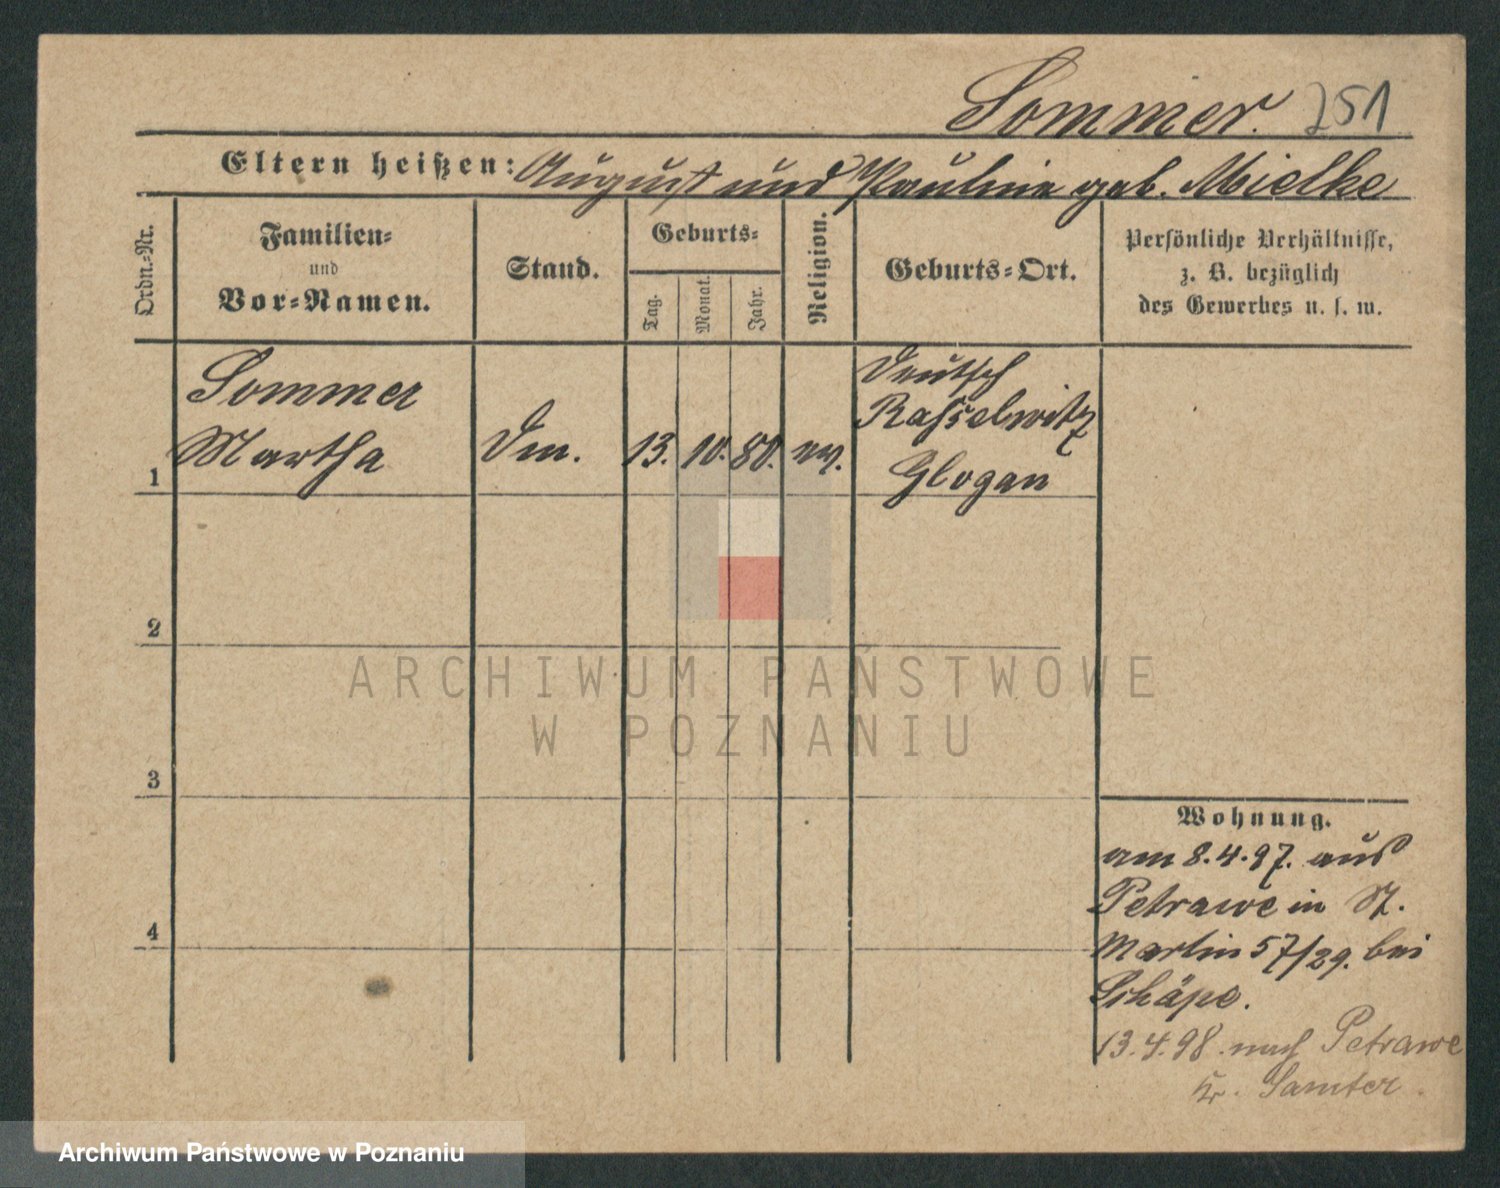 Sommer. 251
Eltern heißen: August und Pauline geb. Mielke
Ordn.-Nr.
Familien-
und
Vor-Namen.
Stand.
Geburts-
Tag.
Monat.
Jahr.
Religion.
Geburts-Ort.
Persönliche Verhältnisse,
z. B. bezüglich
des Gewerbes u. s. w.
1
Sommer
Martha
13. 10. 80. ev.
Deutsch
Rasselwitz
Glogau
2
3
4
Wohnung.
am 8.4.97. aus
Petrawe in St.
Martin 57/29. bei
Schäpe.
13.4.98. nach Petrawe
Kr. Samter.
ARCHIWUM PAŃSTWOWE
W POZNANIU
Archiwum Państwowe w Poznaniu